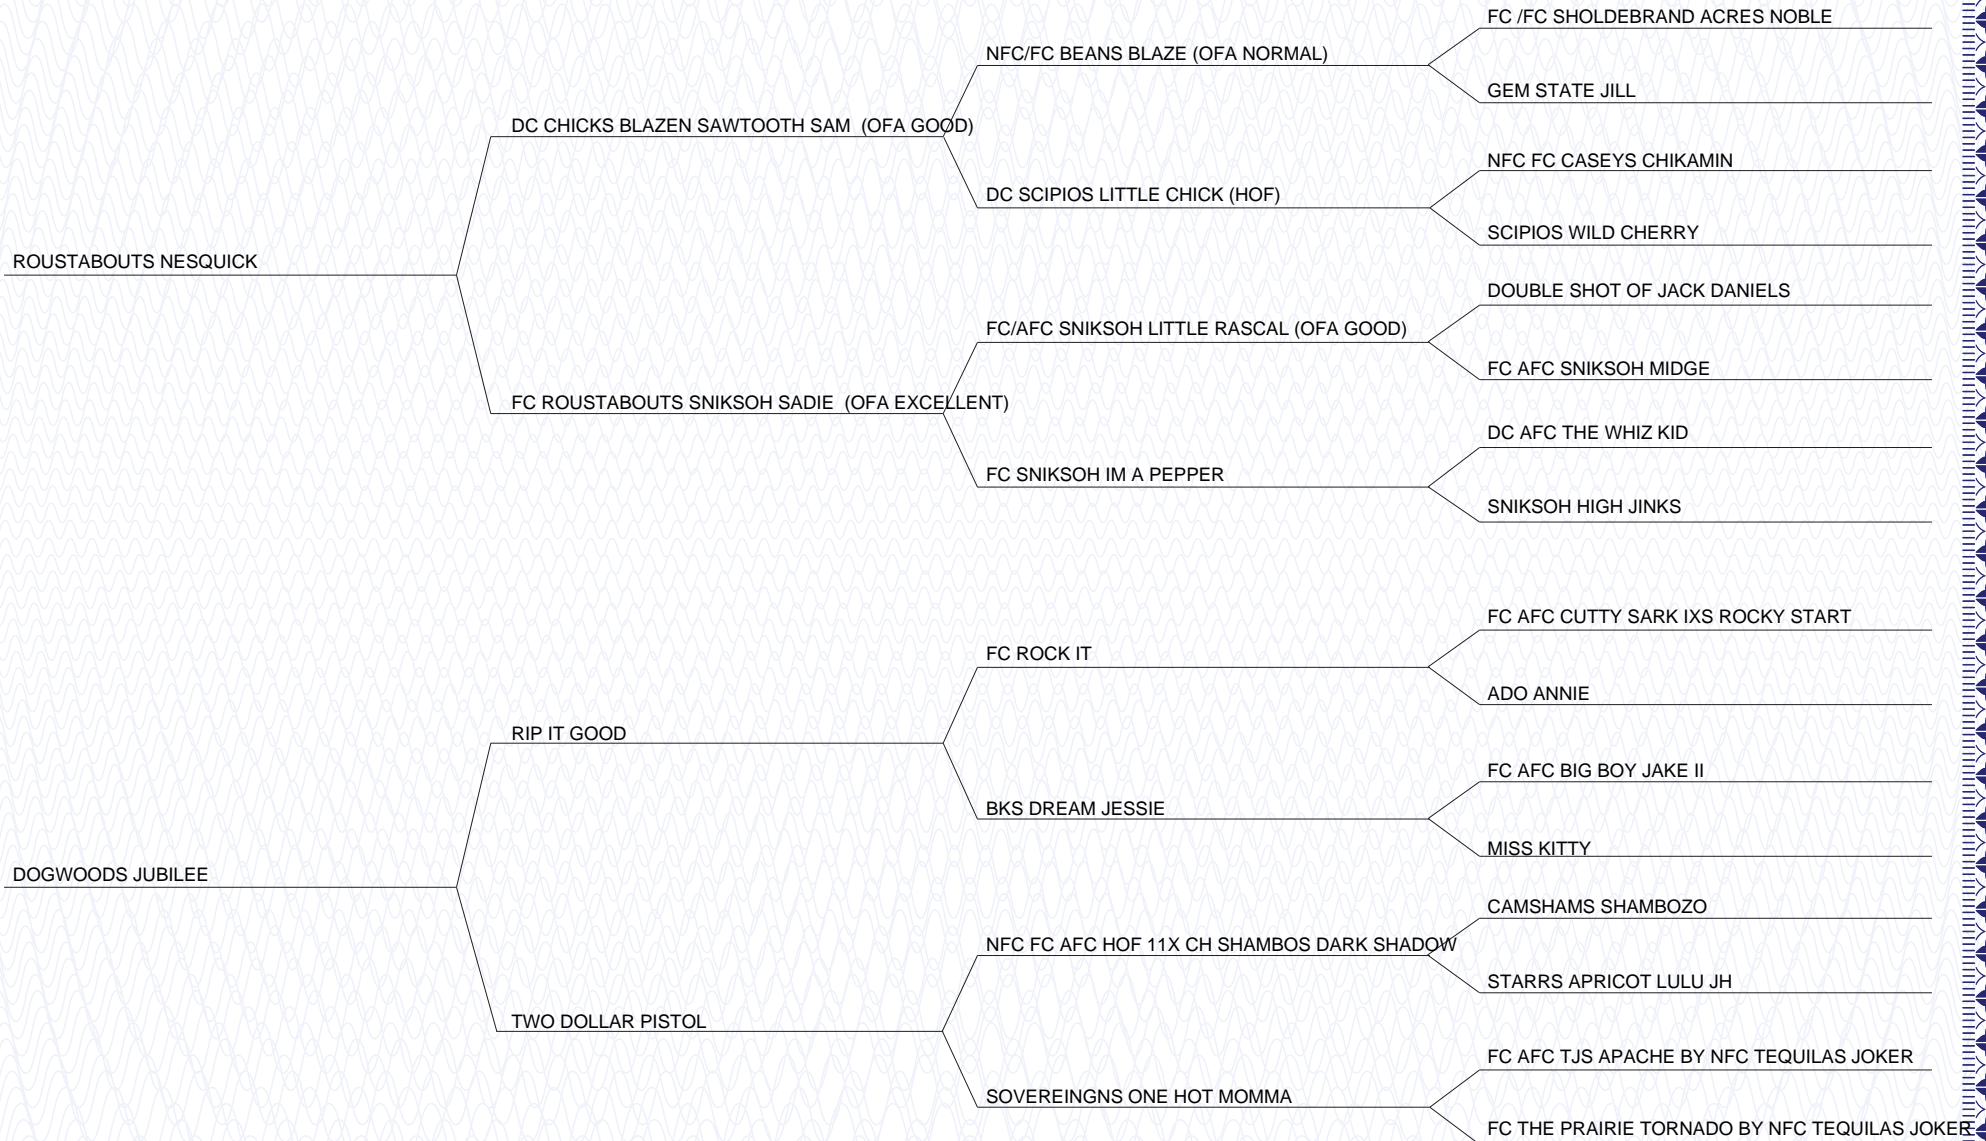 FC /FC SHOLDEBRAND ACRES NOBLE
NFC/FC BEANS BLAZE (OFA NORMAL)
GEM STATE JILL
DC CHICKS BLAZEN SAWTOOTH SAM  (OFA GOOD)
NFC FC CASEYS CHIKAMIN
DC SCIPIOS LITTLE CHICK (HOF)
SCIPIOS WILD CHERRY
ROUSTABOUTS NESQUICK
DOUBLE SHOT OF JACK DANIELS
FC/AFC SNIKSOH LITTLE RASCAL (OFA GOOD)
FC AFC SNIKSOH MIDGE
FC ROUSTABOUTS SNIKSOH SADIE  (OFA EXCELLENT)
DC AFC THE WHIZ KID
FC SNIKSOH IM A PEPPER
SNIKSOH HIGH JINKS
FC AFC CUTTY SARK IXS ROCKY START
FC ROCK IT
ADO ANNIE
RIP IT GOOD
FC AFC BIG BOY JAKE II
BKS DREAM JESSIE
MISS KITTY
DOGWOODS JUBILEE
CAMSHAMS SHAMBOZO
NFC FC AFC HOF 11X CH SHAMBOS DARK SHADOW
STARRS APRICOT LULU JH
TWO DOLLAR PISTOL
FC AFC TJS APACHE BY NFC TEQUILAS JOKER
SOVEREINGNS ONE HOT MOMMA
FC THE PRAIRIE TORNADO BY NFC TEQUILAS JOKER